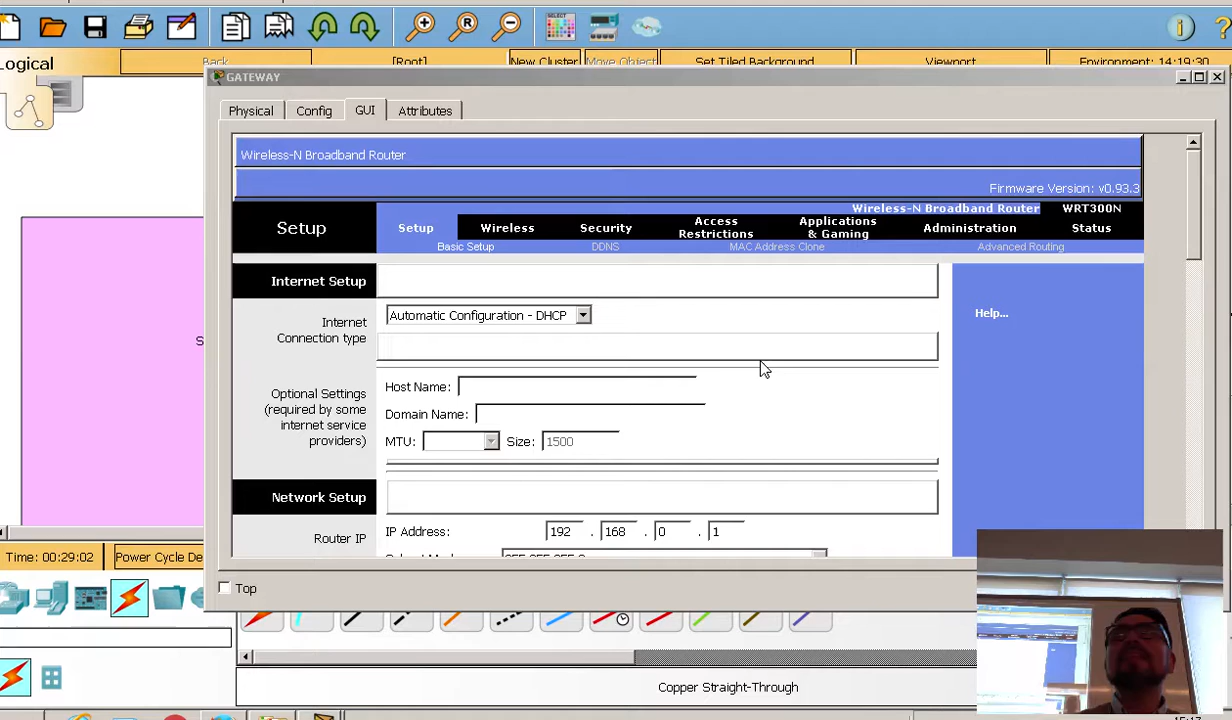 Logical
Back
[Root]
New Cluster
Move Object
Set Tiled Background
Viewport
Environment: 14:19:30
GATEWAY
Physical
Config
GUI
Attributes
Wireless-N Broadband Router
Firmware Version: v0.93.3
Wireless-N Broadband Router
WRT300N
Setup
Setup
Wireless
Security
Access
Restrictions
Applications
& Gaming
Administration
Status
Basic Setup
DDNS
MAC Address Clone
Advanced Routing
Internet Setup
Internet
Connection type
Automatic Configuration - DHCP
Help...
Optional Settings
(required by some
internet service
providers)
Host Name:
Domain Name:
MTU:
Size: 1500
Network Setup
Router IP
IP Address: 192 . 168 . 0 . 1
Time: 00:29:02
Power Cycle De
Top
Copper Straight-Through